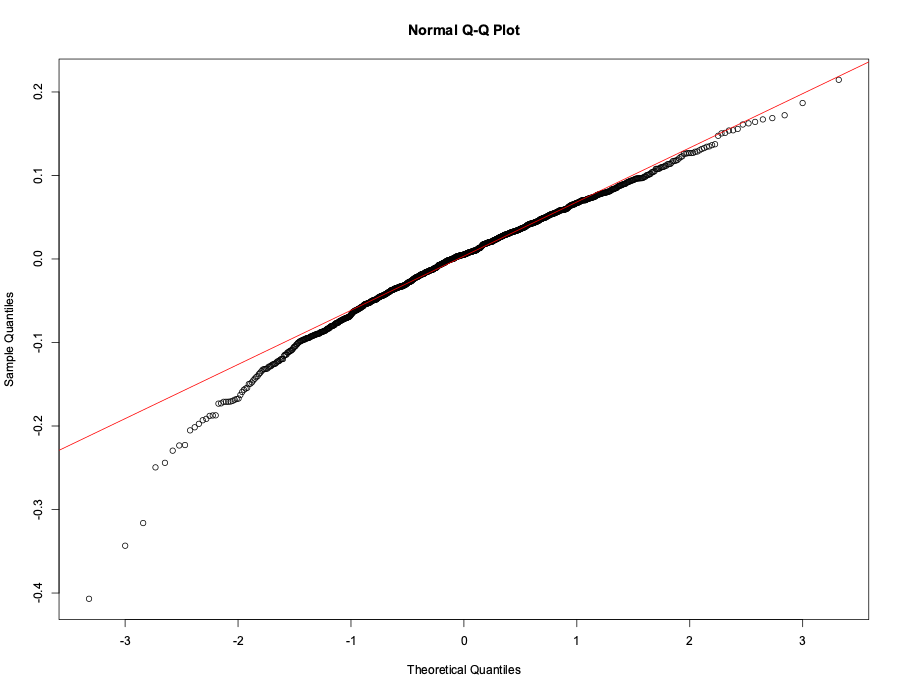 Normal Q-Q Plot
0.2
0.1
0.0
-0.1
-0.2
-0.3
-0.4
Sample Quantiles
-3 -2 -1 0 1 2 3
Theoretical Quantiles